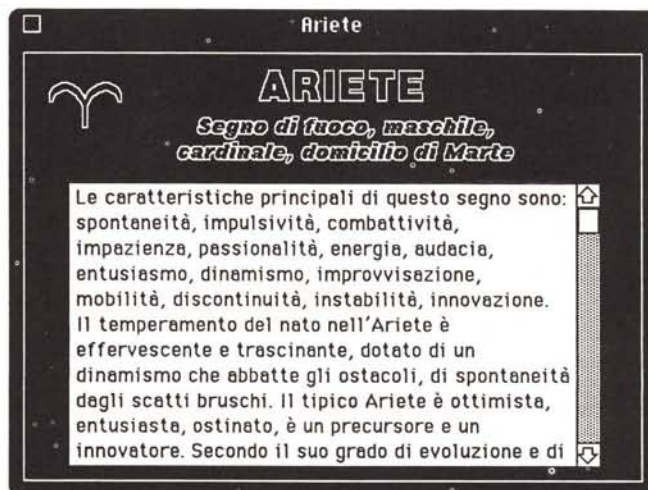 Ariete
ARIETE
Segno di fuoco, maschile,
cardinale, domicilio di Marte
Le caratteristiche principali di questo segno sono:
spontaneità, impulsività, combattività,
impazienza, passionalità, energia, audacia,
entusiasmo, dinamismo, improvvisazione,
mobilità, discontinuità, instabilità, innovazione.
Il temperamento del nato nell'Ariete è
effervescente e trascinante, dotato di un
dinamismo che abbatte gli ostacoli, di spontaneità
dagli scatti bruschi. Il tipico Ariete è ottimista,
entusiasta, ostinato, è un precursore e un
innovatore. Secondo il suo grado di evoluzione e di